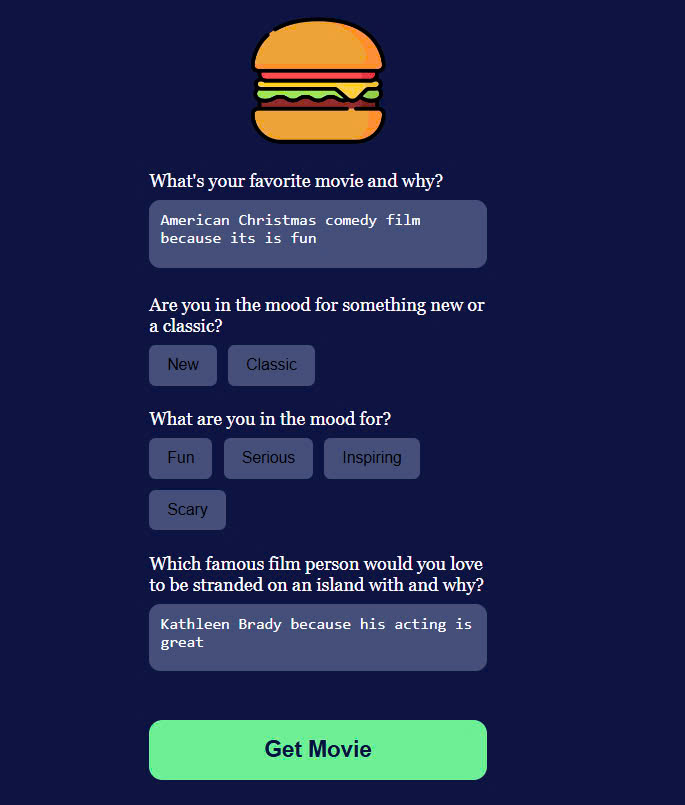 What's your favorite movie and why?
American Christmas comedy film
because its is fun
Are you in the mood for something new or
a classic?
New Classic
What are you in the mood for?
Fun Serious Inspiring
Scary
Which famous film person would you love
to be stranded on an island with and why?
Kathleen Brady because his acting is
great
Get Movie